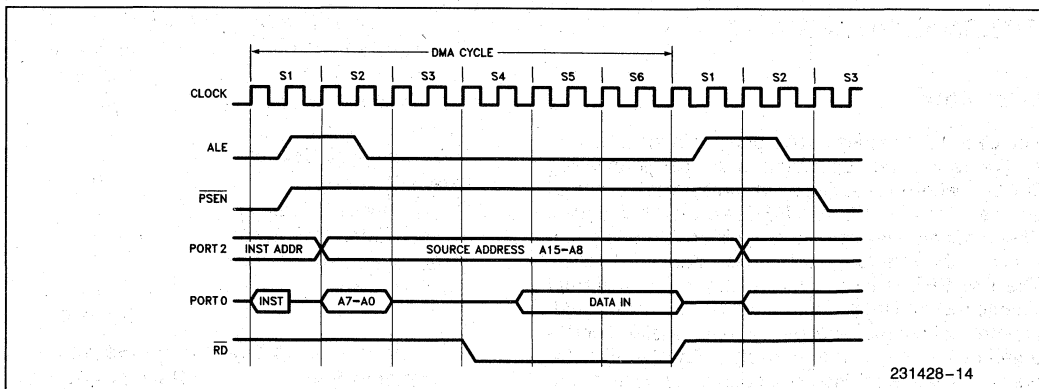 DMA CYCLE
S1 S2 S3 S4 S5 S6 S1 S2 S3
CLOCK
ALE
PSEN
PORT 2 INST ADDR SOURCE ADDRESS A15–A8
PORT 0 INST A7–A0 DATA IN
RD
231428–14